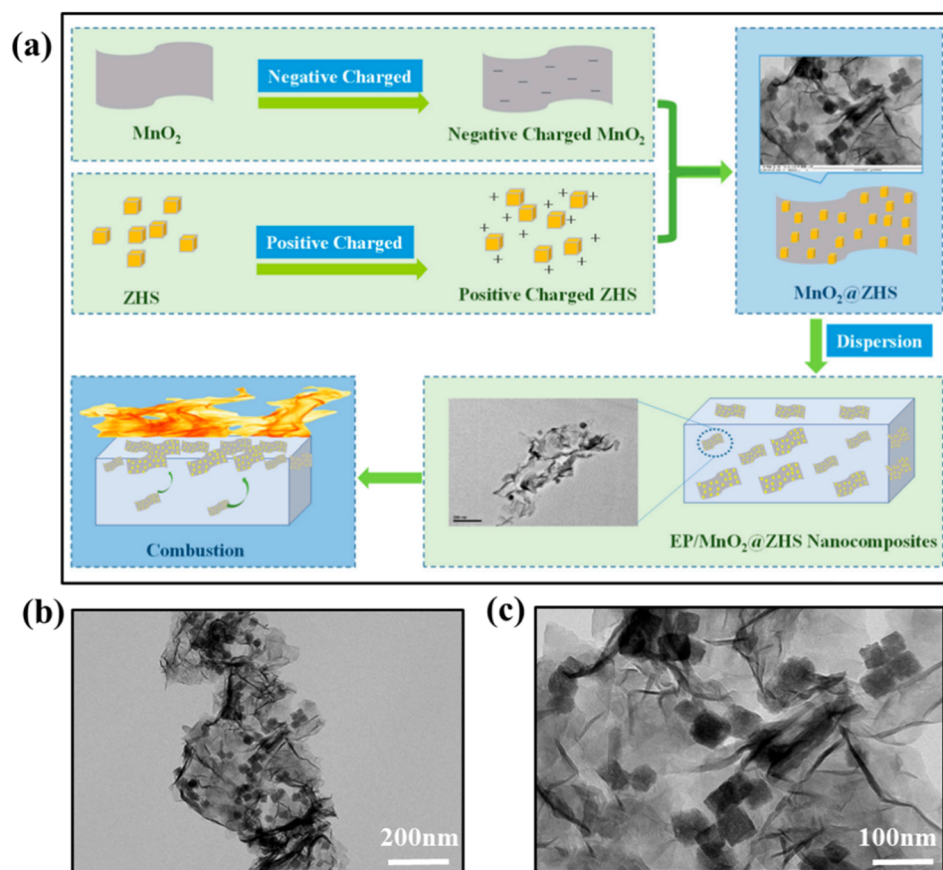 (a)
Negative Charged
MnO₂
Negative Charged MnO₂
Positive Charged
ZHS
Positive Charged ZHS
MnO₂@ZHS
Dispersion
Combustion
EP/MnO₂@ZHS Nanocomposites
(b)
200nm
(c)
100nm